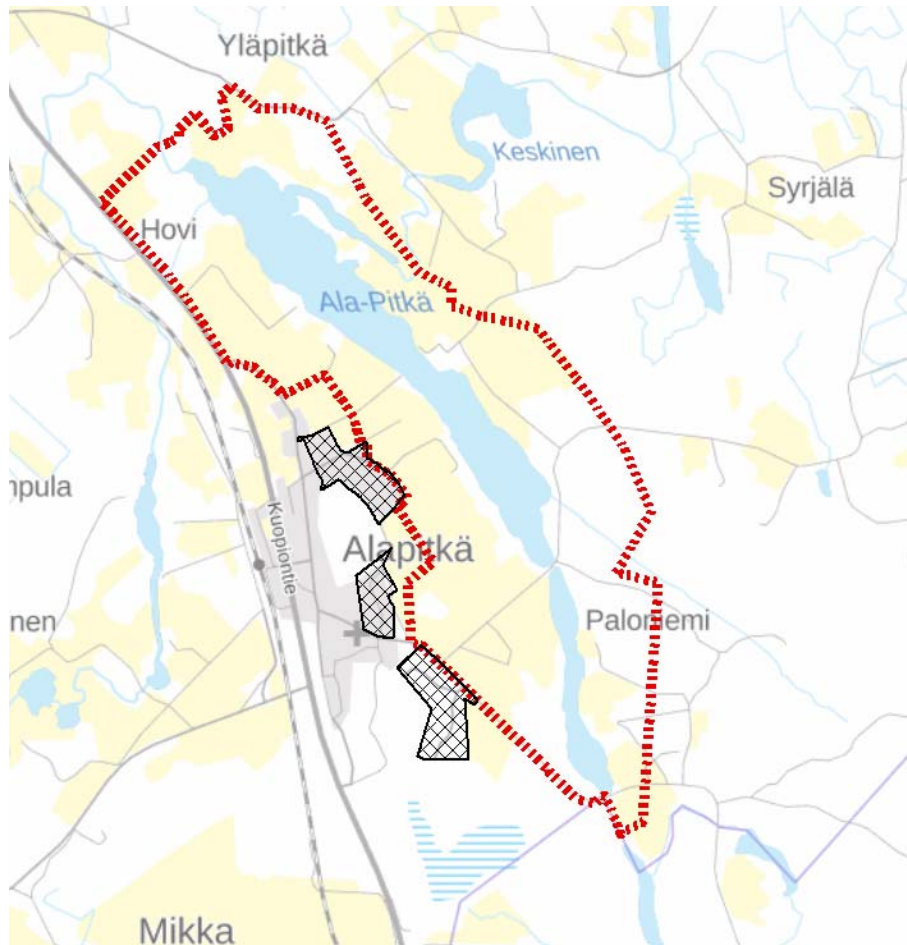 Yläpitkä
Keskinen
Syrjälä
Hovi
Ala-Pitkä
npula
Kuopiontie
Alapitkä
nen
Paloniemi
Mikka